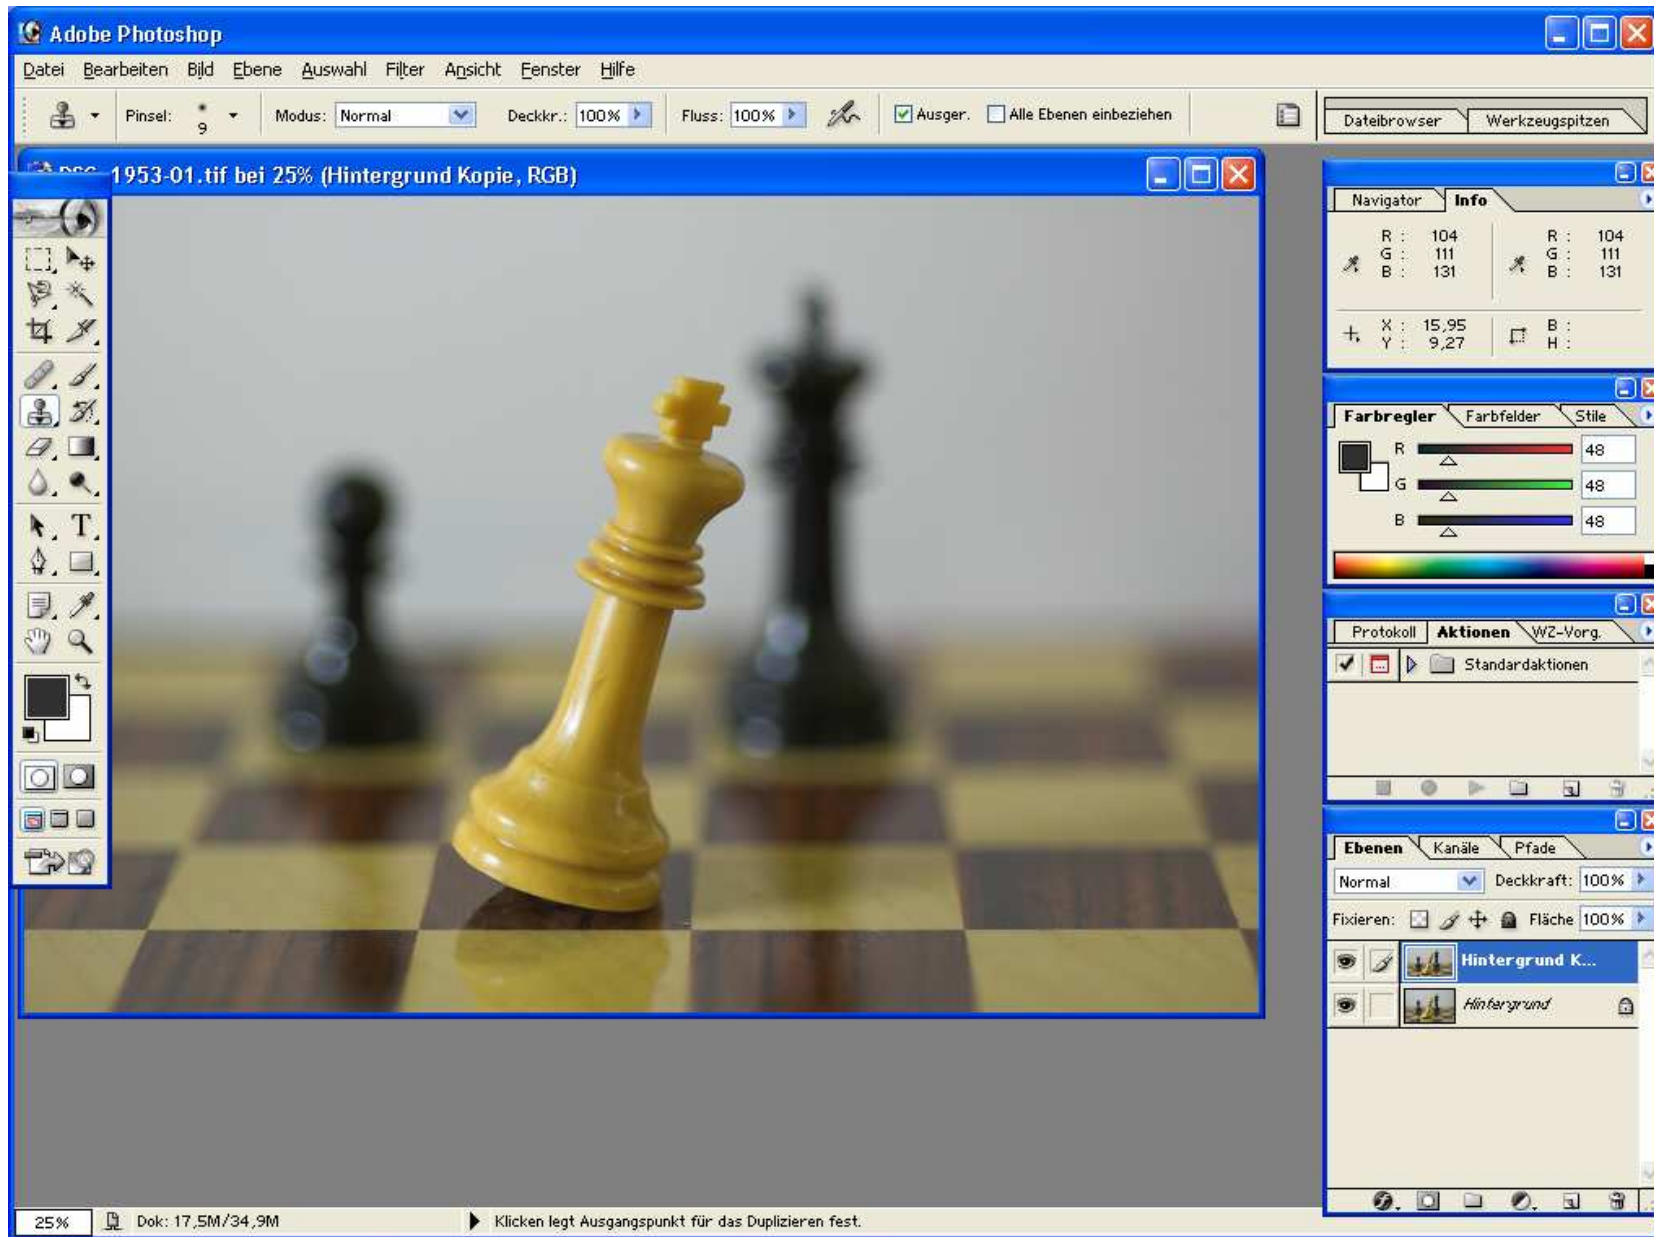 Adobe Photoshop
Datei Bearbeiten Bild Ebene Auswahl Filter Ansicht Fenster Hilfe
Pinsel: 9 Modus: Normal Deckkr.: 100% Fluss: 100% Ausger. Alle Ebenen einbeziehen
Dateibrowser Werkzeugspitzen
1953-01.tif bei 25% (Hintergrund Kopie, RGB)
Navigator Info
R : 104 R : 104
G : 111 G : 111
B : 131 B : 131
X : 15,95 B :
Y : 9,27 H :
Farbregler Farbfelder Stile
R 48
G 48
B 48
T
Protokoll Aktionen WZ-Vorg.
Standardaktionen
Ebenen Kanäle Pfade
Normal Deckkraft: 100%
Fixieren: Fläche 100%
Hintergrund K...
Hintergrund
25% Dok: 17,5M/34,9M Klicken legt Ausgangspunkt für das Duplizieren fest.